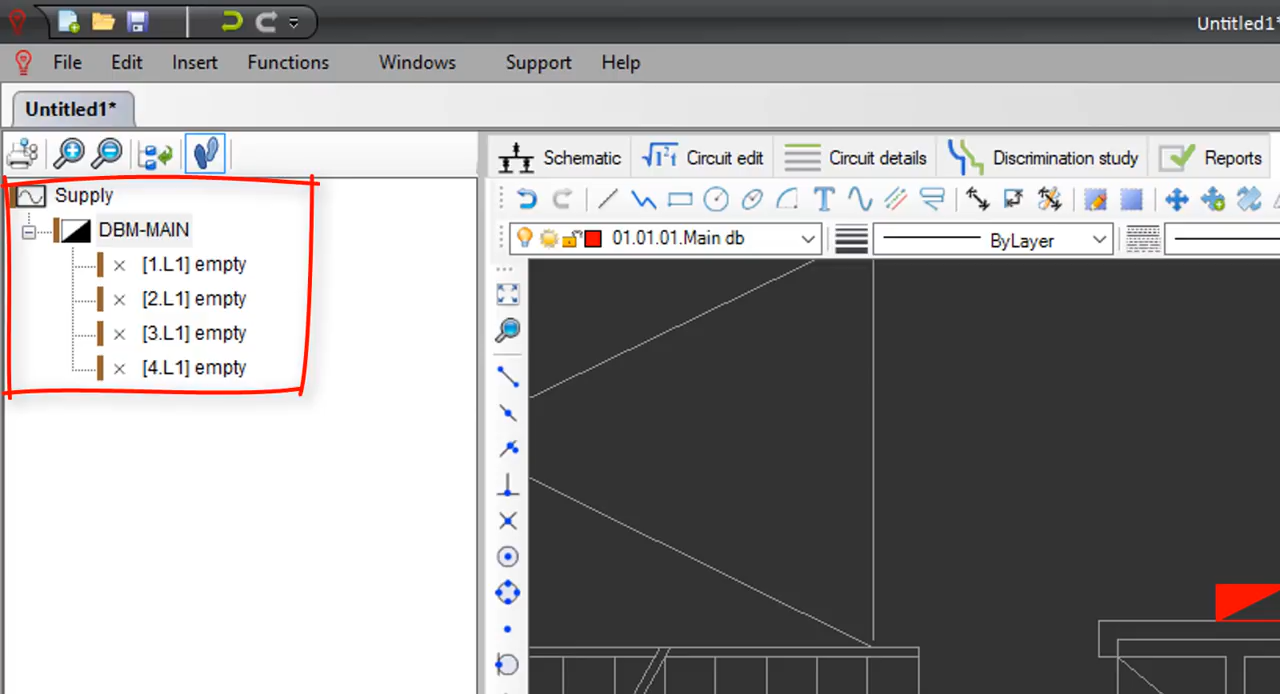 Untitled1*
File Edit Insert Functions Windows Support Help
Untitled1*
Schematic Circuit edit Circuit details Discrimination study Reports
Supply
DBM-MAIN
[1.L1] empty
[2.L1] empty
[3.L1] empty
[4.L1] empty
01.01.01.Main db ByLayer